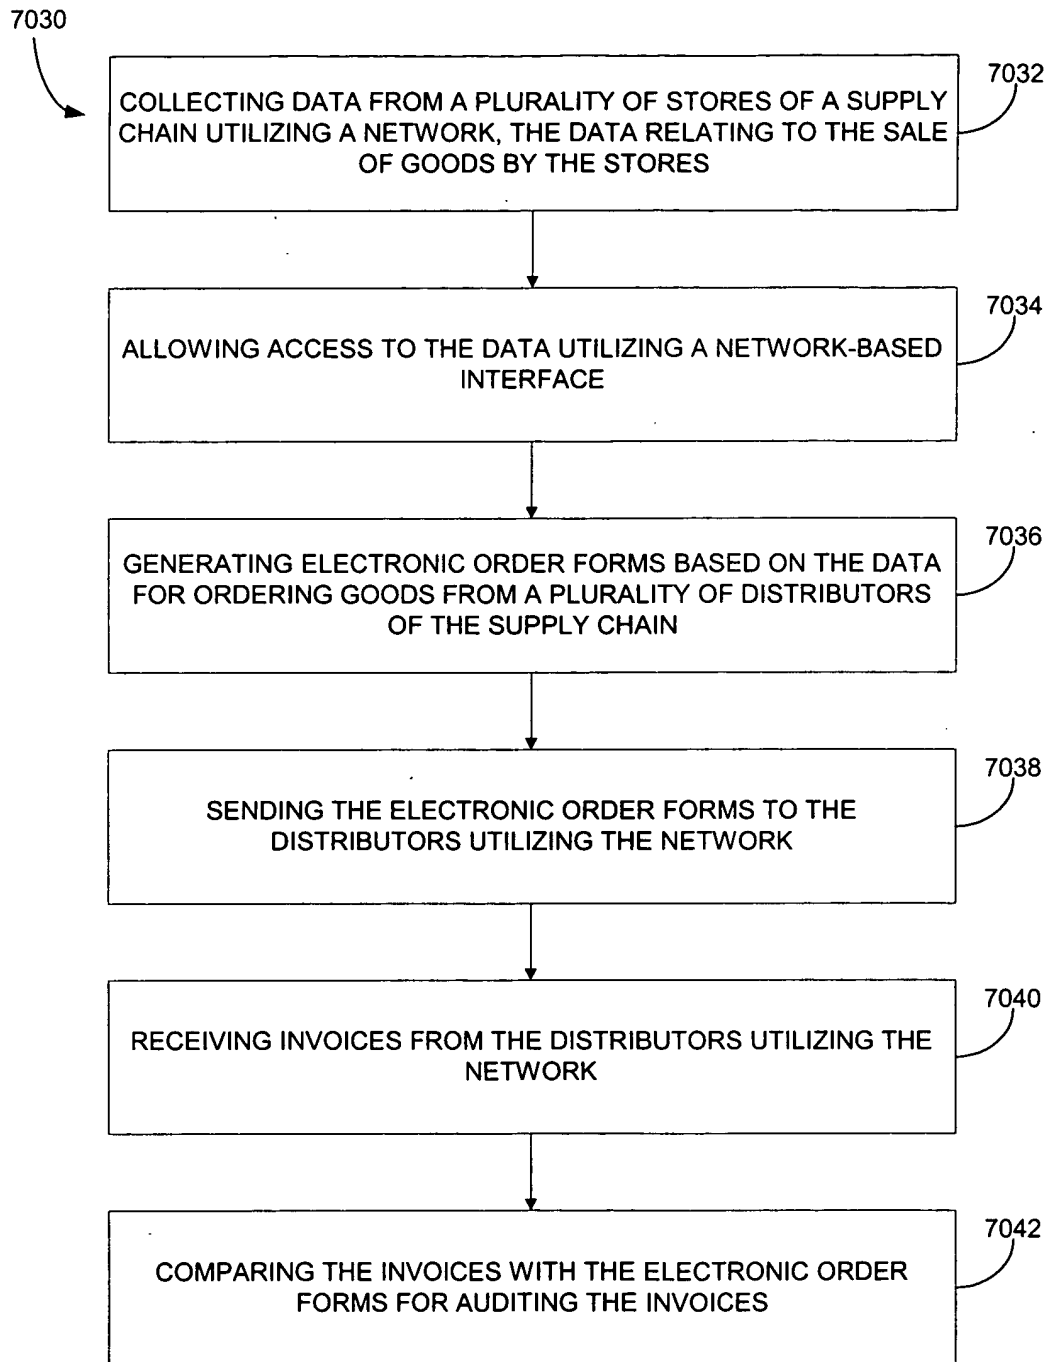 7030
7032
COLLECTING DATA FROM A PLURALITY OF STORES OF A SUPPLY
CHAIN UTILIZING A NETWORK, THE DATA RELATING TO THE SALE
OF GOODS BY THE STORES
7034
ALLOWING ACCESS TO THE DATA UTILIZING A NETWORK-BASED
INTERFACE
7036
GENERATING ELECTRONIC ORDER FORMS BASED ON THE DATA
FOR ORDERING GOODS FROM A PLURALITY OF DISTRIBUTORS
OF THE SUPPLY CHAIN
7038
SENDING THE ELECTRONIC ORDER FORMS TO THE
DISTRIBUTORS UTILIZING THE NETWORK
7040
RECEIVING INVOICES FROM THE DISTRIBUTORS UTILIZING THE
NETWORK
7042
COMPARING THE INVOICES WITH THE ELECTRONIC ORDER
FORMS FOR AUDITING THE INVOICES